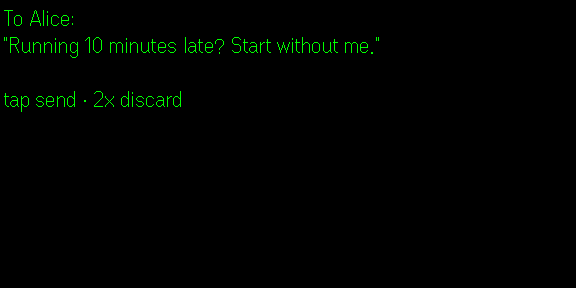 To Alice:
"Running 10 minutes late? Start without me."
tap send · 2x discard